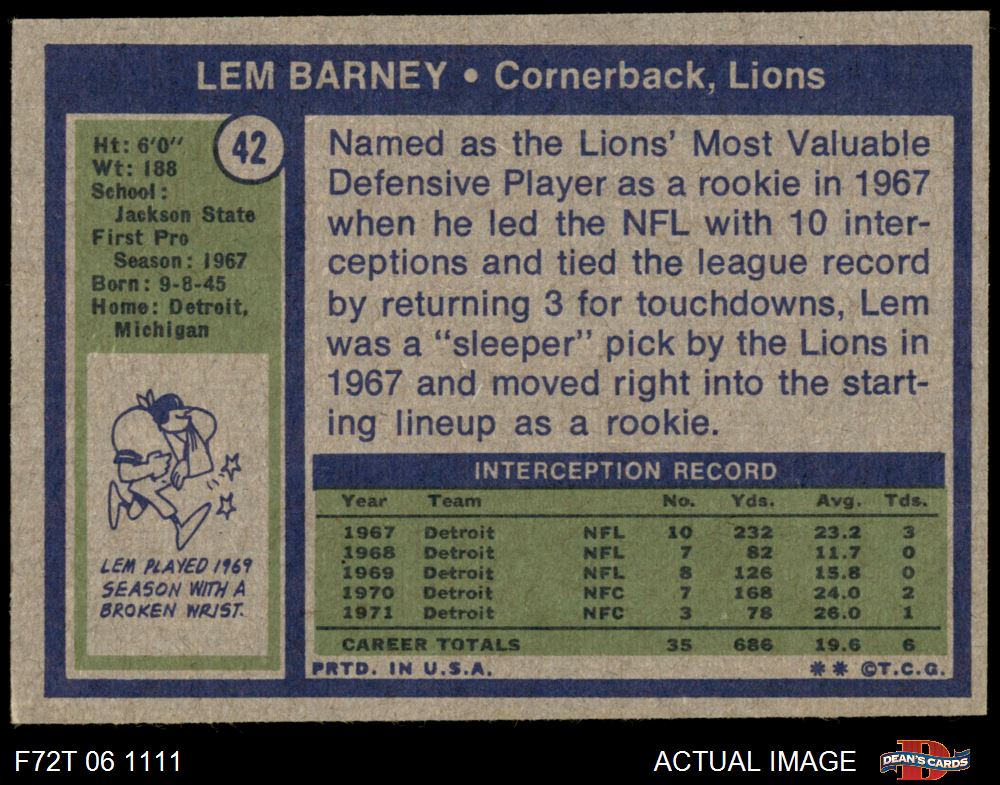 LEM BARNEY • Cornerback, Lions
42
Ht: 6'0"
Wt: 188
School:
Jackson State
First Pro
Season: 1967
Born: 9-8-45
Home: Detroit,
Michigan
LEM PLAYED 1969
SEASON WITH A
BROKEN WRIST.
Named as the Lions' Most Valuable
Defensive Player as a rookie in 1967
when he led the NFL with 10 inter-
ceptions and tied the league record
by returning 3 for touchdowns, Lem
was a "sleeper" pick by the Lions in
1967 and moved right into the start-
ing lineup as a rookie.
INTERCEPTION RECORD
Year Team No. Yds. Avg. Tds.
1967 Detroit NFL 10 232 23.2 3
1968 Detroit NFL 7 82 11.7 0
1969 Detroit NFL 8 126 15.8 0
1970 Detroit NFC 7 168 24.0 2
1971 Detroit NFC 3 78 26.0 1
CAREER TOTALS 35 686 19.6 6
PRTD. IN U.S.A. ** ©T.C.G.
F72T 06 1111 ACTUAL IMAGE D DEAN'S CARDS